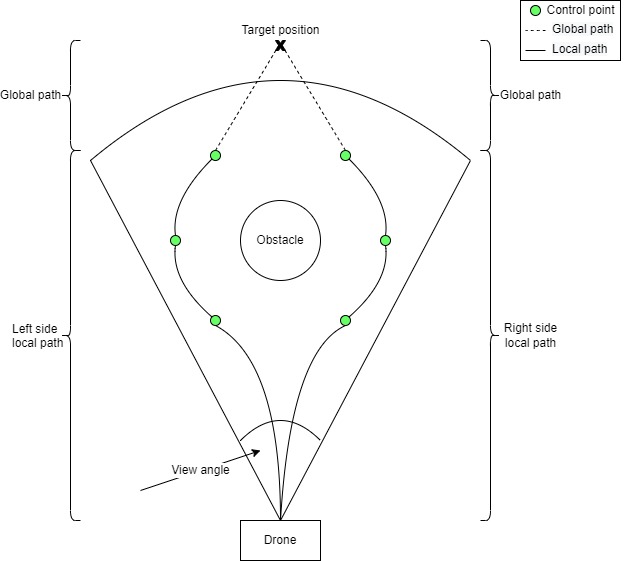 Target position
Control point
Global path
Local path
Global path
Global path
Obstacle
Left side
local path
Right side
local path
View angle
Drone